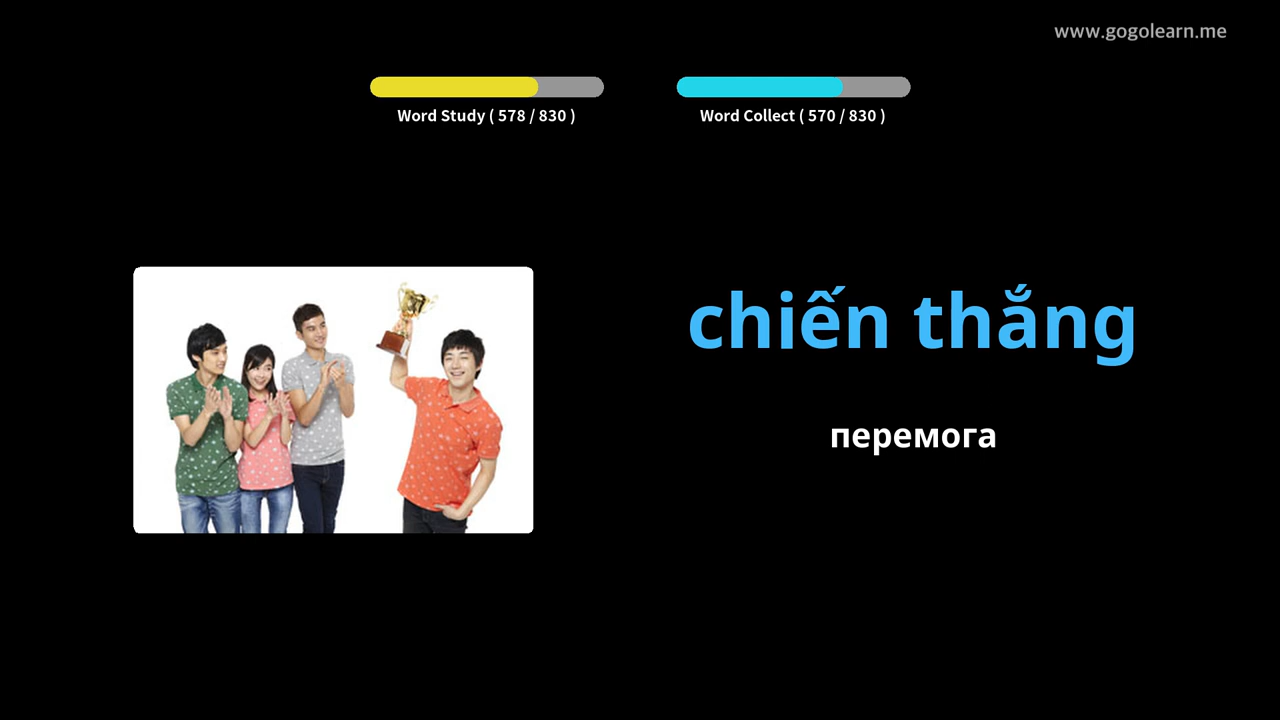 www.gogolearn.me
Word Study ( 578 / 830 )
Word Collect ( 570 / 830 )
chiến thắng
перемога